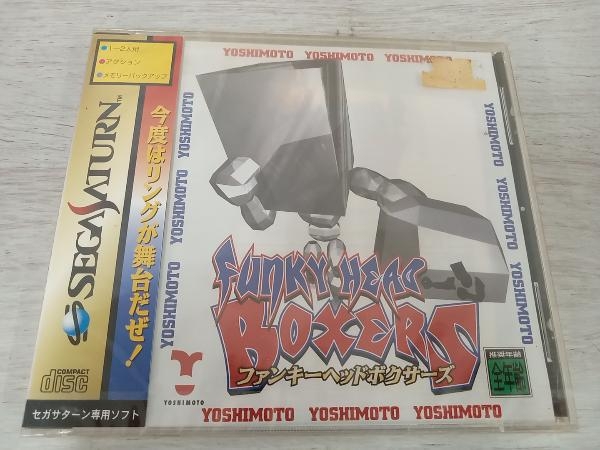 1〜2人用
アクション
メモリーバックアップ
SEGA SATURN
TM
COMPACT
disc
セガサターン専用ソフト
今度はリングが舞台だぜ!
YOSHIMOTO YOSHIMOTO YOSHIMOTO
YOSHIMOTO YOSHIMOTO YOSHIMOTO
YOSHIMOTO YOSHIMOTO YOSHIMOTO
FUNKY HEAD
BOXERS
ファンキーヘッドボクサーズ
YOSHIMOTO
推奨年齢
全年齢
YOSHIMOTO YOSHIMOTO YOSHIMOTO